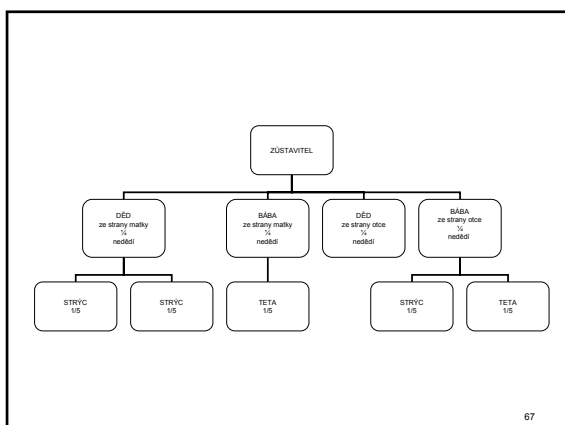 ZŮSTAVITEL
DĚD
ze strany matky
¼
nedědí
BÁBA
ze strany matky
¼
nedědí
DĚD
ze strany otce
¼
nedědí
BÁBA
ze strany otce
¼
nedědí
STRÝC
1/5
STRÝC
1/5
TETA
1/5
STRÝC
1/5
TETA
1/5
67